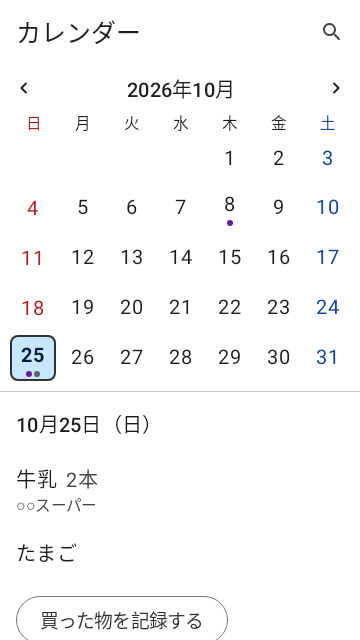 カレンダー
2026年10月
日 月 火 水 木 金 土
1 2 3
4 5 6 7 8 9 10
11 12 13 14 15 16 17
18 19 20 21 22 23 24
25 26 27 28 29 30 31
10月25日（日）
牛乳 2本
○○スーパー
たまご
買った物を記録する